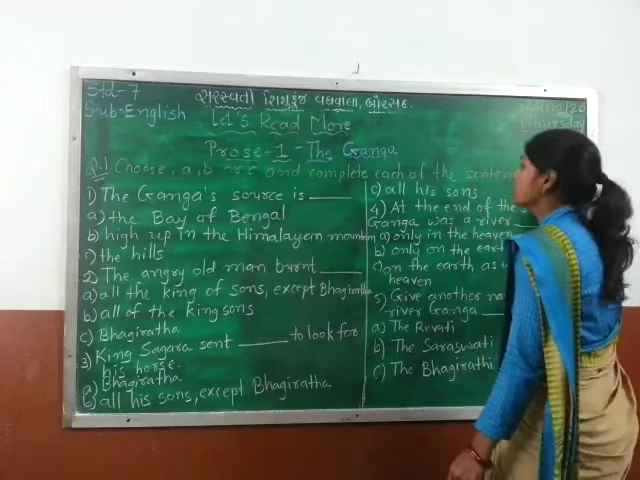 Std-7
Sub-English
સરસ્વતી શિશુકુંજ વઘવાલા, બોરસદ.
Let's Read More
Thursday
Prose-1 - The Ganga
Q.1 Choose, a, b or c and complete each of the sentenc
1) The Ganga's source is ____
a) the Bay of Bengal
b) high up in the Himalayan mountain
c) the hills
2) The angry old man burnt ____
a) all the king of sons, except Bhagiratha
b) all of the king sons
c) Bhagiratha
3) King Sagara sent ____ to look for
his horse.
a) Bhagiratha
b) all his sons, except Bhagiratha
c) all his sons
4) At the end of the
Ganga was a river
a) only in the heaven
b) only on the eart
c) on the earth as
heaven
5) Give another na
river Ganga ____
a) The Revati
b) The Saraswati
c) The Bhagirathi